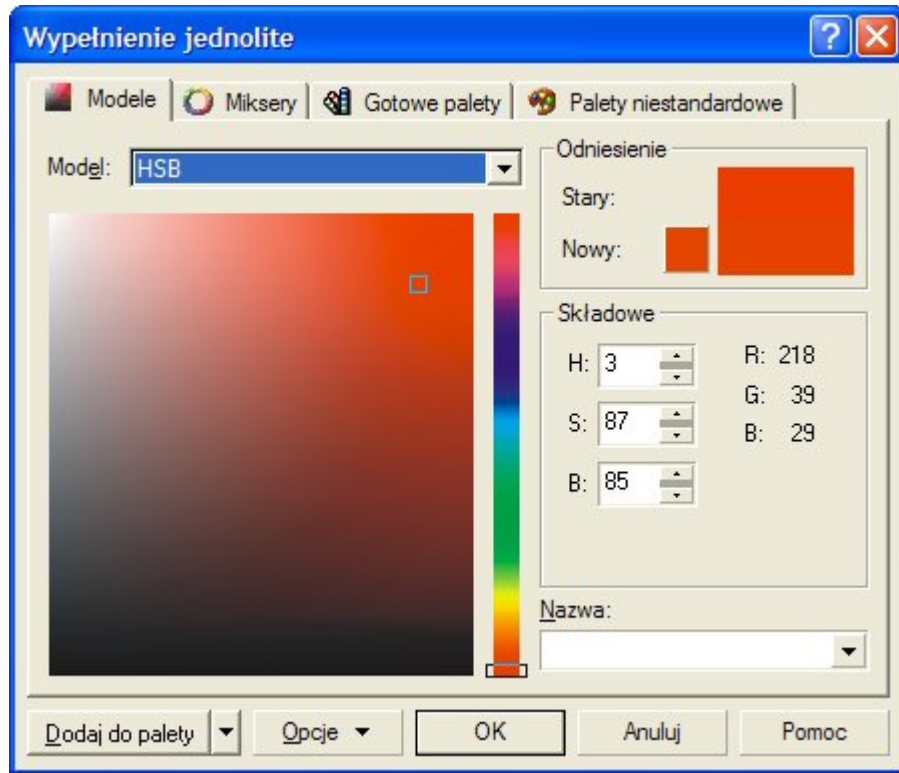 Wypełnienie jednolite
Modele Miksery Gotowe palety Palety niestandardowe
Model: HSB
Odniesienie
Stary:
Nowy:
Składowe
H: 3 R: 218
G: 39
S: 87
B: 29
B: 85
Nazwa:
Dodaj do palety Opcje OK Anuluj Pomoc